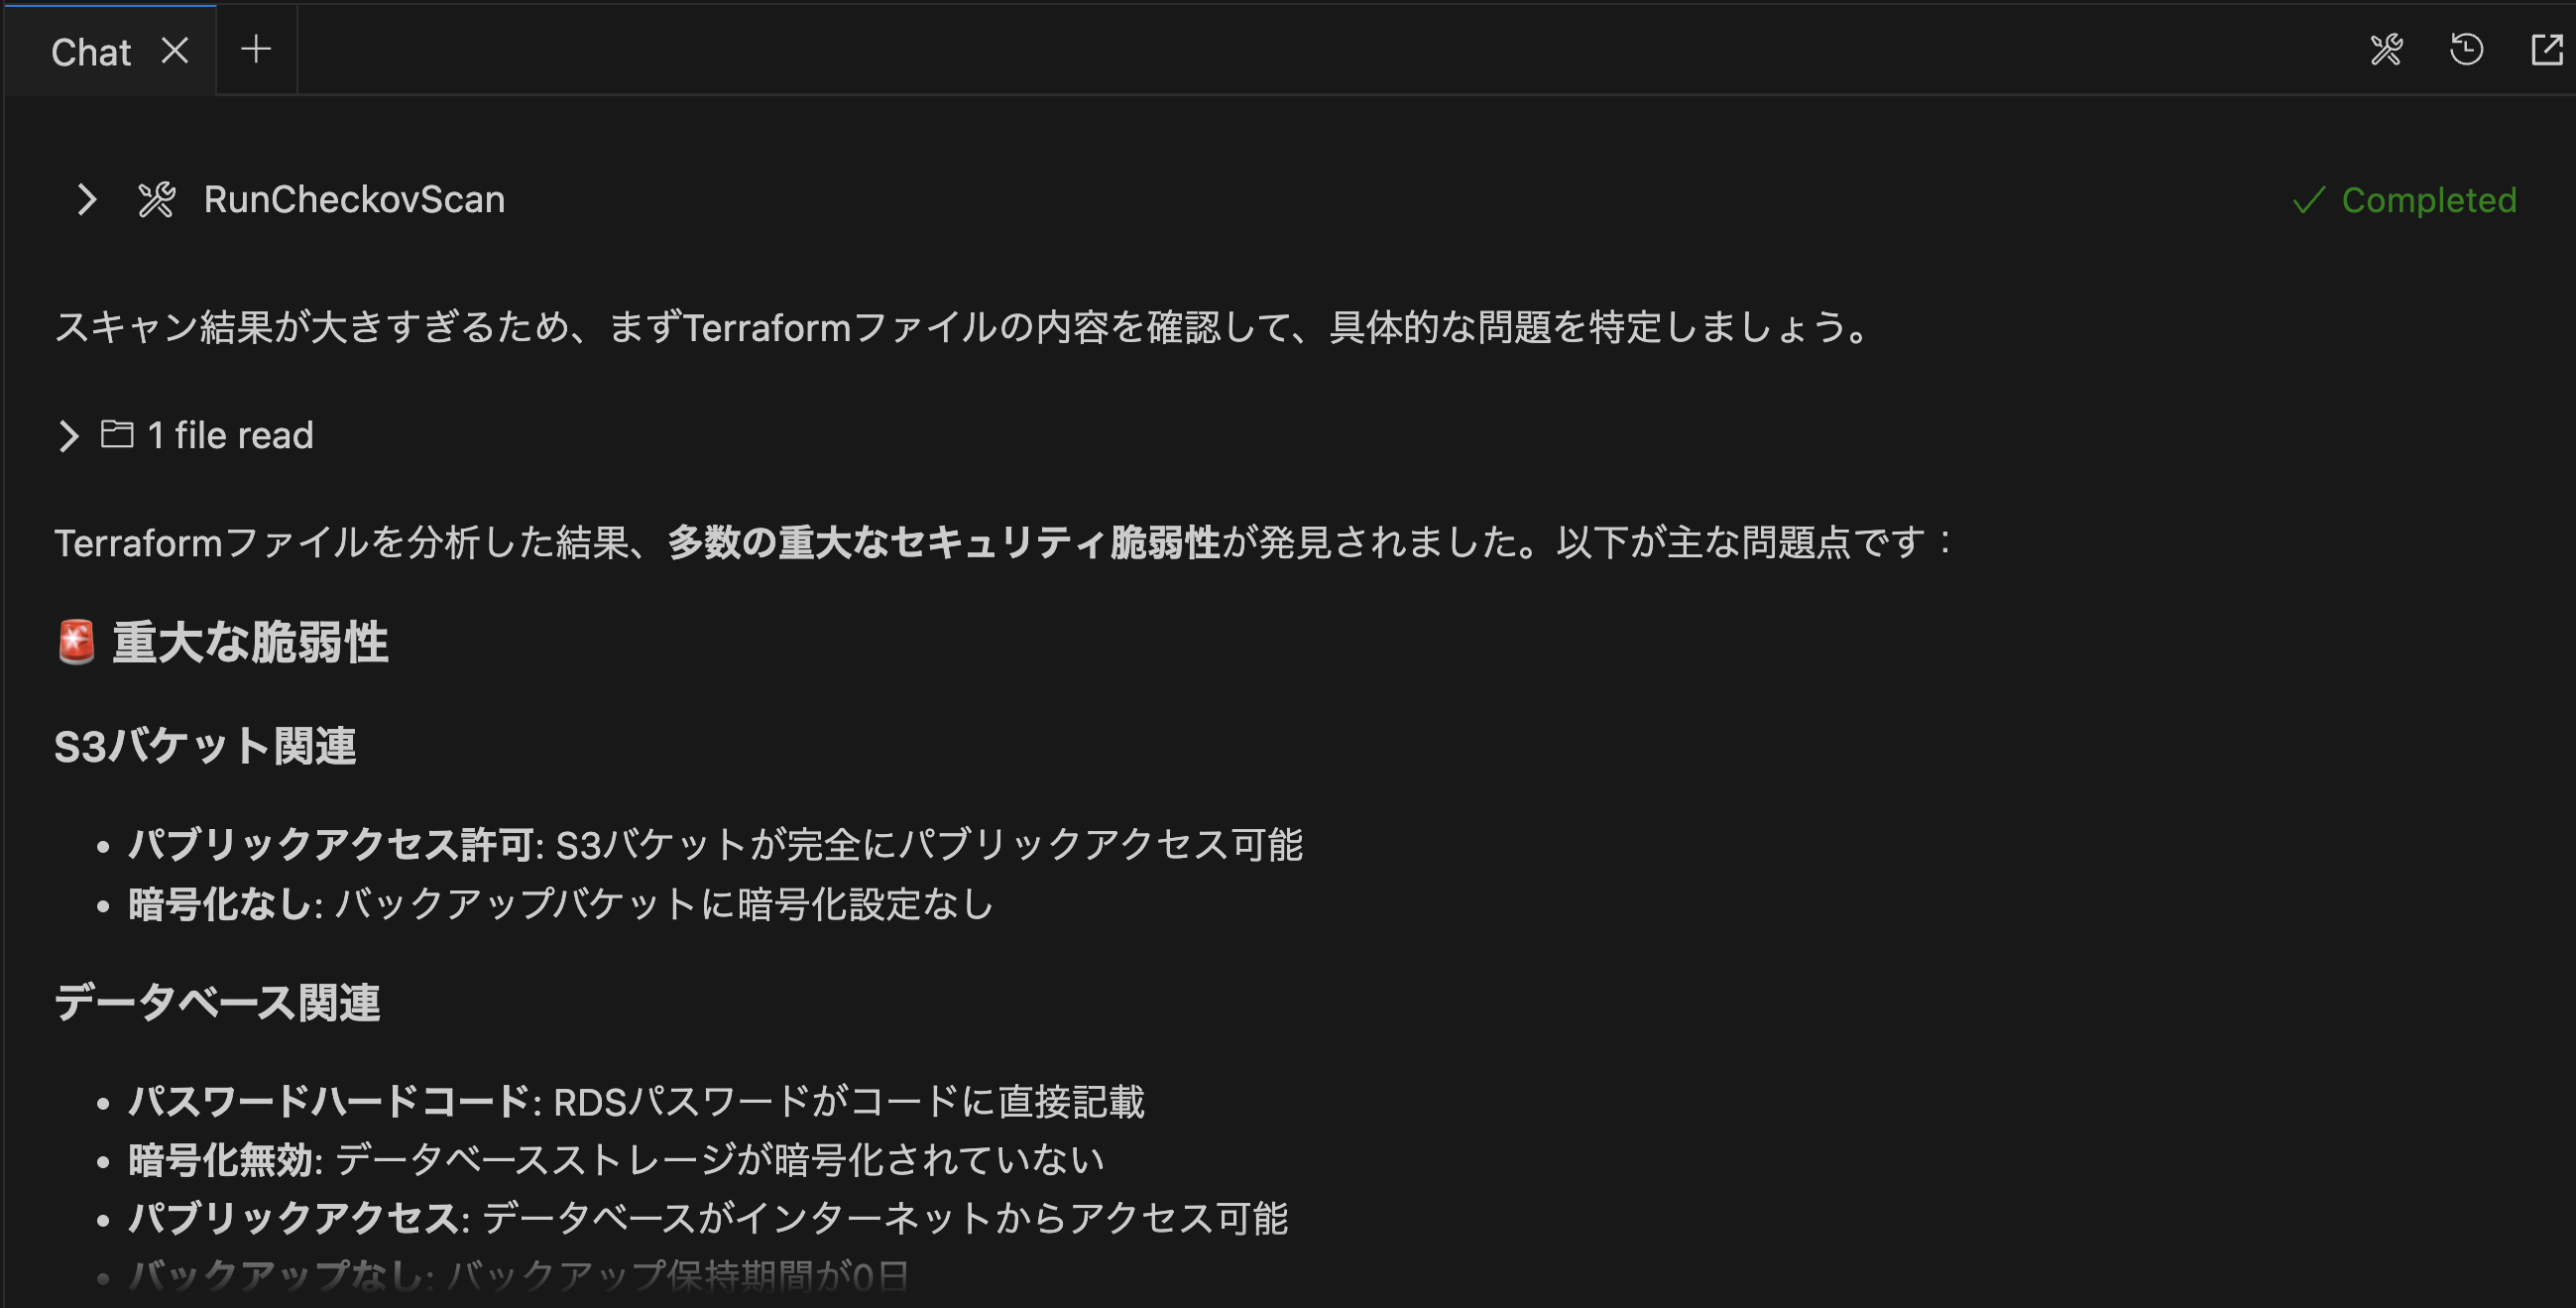 Chat
RunCheckovScan
Completed
スキャン結果が大きすぎるため、まずTerraformファイルの内容を確認して、具体的な問題を特定しましょう。
1 file read
Terraformファイルを分析した結果、多数の重大なセキュリティ脆弱性が発見されました。以下が主な問題点です：
🚨 重大な脆弱性
S3バケット関連
• パブリックアクセス許可: S3バケットが完全にパブリックアクセス可能
• 暗号化なし: バックアップバケットに暗号化設定なし
データベース関連
• パスワードハードコード: RDSパスワードがコードに直接記載
• 暗号化無効: データベースストレージが暗号化されていない
• パブリックアクセス: データベースがインターネットからアクセス可能
• バックアップなし: バックアップ保持期間が0日